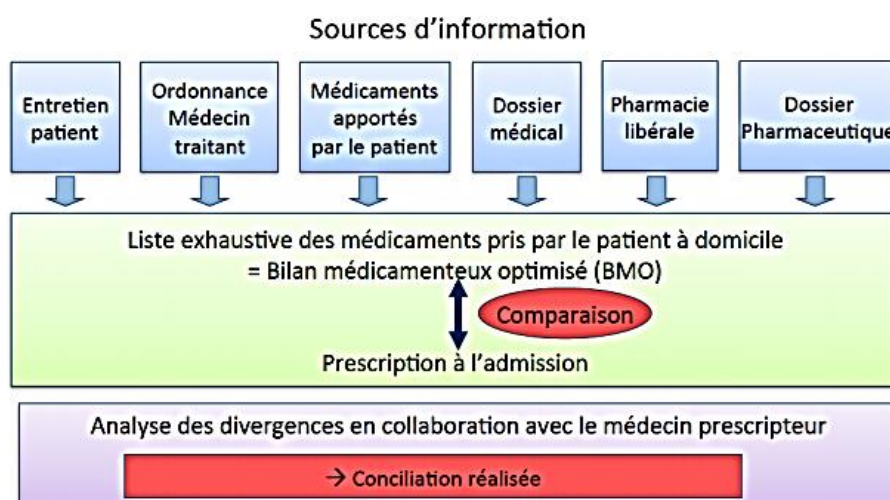 Sources d'information
Entretien
patient
Ordonnance
Médecin
traitant
Médicaments
apportés
par le patient
Dossier
médical
Pharmacie
libérale
Dossier
Pharmaceutique
Liste exhaustive des médicaments pris par le patient à domicile
= Bilan médicamenteux optimisé (BMO)
Comparaison
Prescription à l'admission
Analyse des divergences en collaboration avec le médecin prescripteur
→ Conciliation réalisée